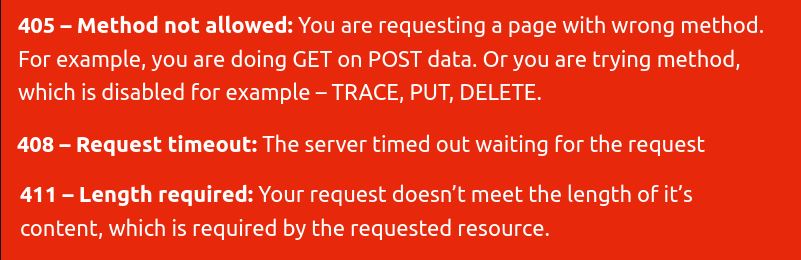 405 – Method not allowed: You are requesting a page with wrong method.
For example, you are doing GET on POST data. Or you are trying method,
which is disabled for example – TRACE, PUT, DELETE.
408 – Request timeout: The server timed out waiting for the request
411 – Length required: Your request doesn’t meet the length of it’s
content, which is required by the requested resource.